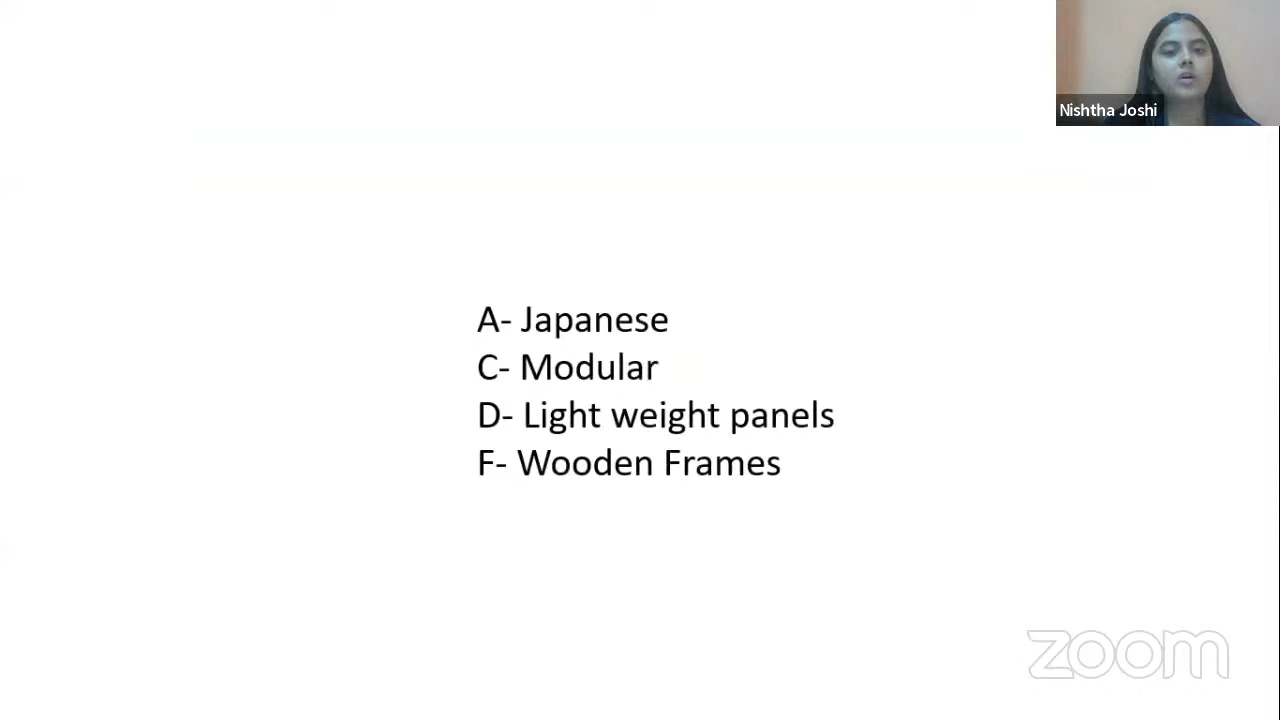 Nishtha Joshi
A- Japanese
C- Modular
D- Light weight panels
F- Wooden Frames
zoom